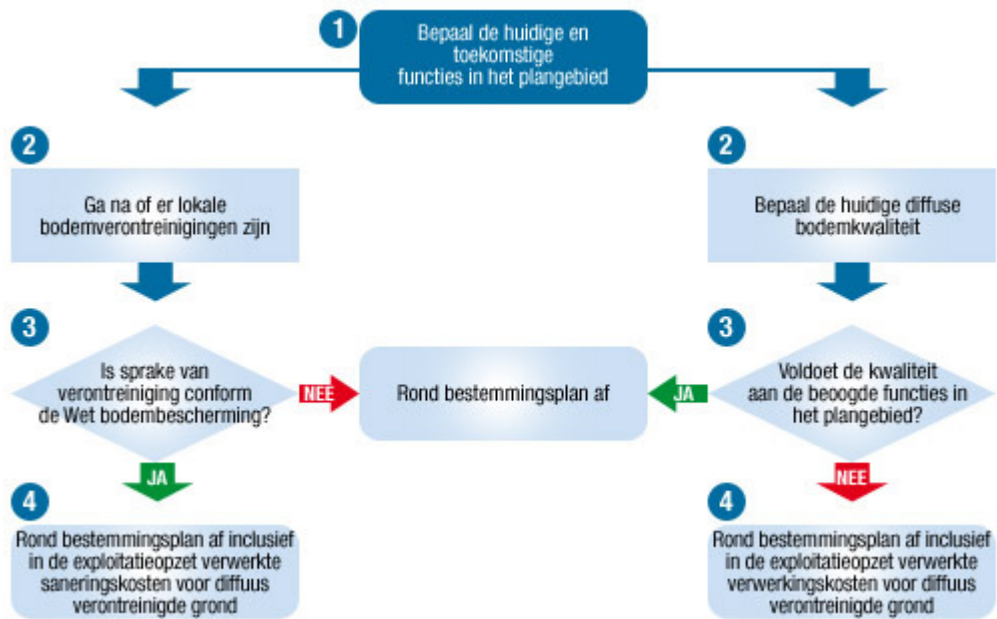 1
Bepaal de huidige en
toekomstige
functies in het plangebied
2
Ga na of er lokale
bodemverontreinigingen zijn
3
Is sprake van
verontreiniging conform
de Wet bodembescherming?
NEE
JA
4
Rond bestemmingsplan af inclusief
in de exploitatieopzet verwerkte
saneringskosten voor diffuus
verontreinigde grond
Rond bestemmingsplan af
2
Bepaal de huidige diffuse
bodemkwaliteit
3
Voldoet de kwaliteit
aan de beoogde functies in
het plangebied?
JA
NEE
4
Rond bestemmingsplan af inclusief
in de exploitatieopzet verwerkte
verwerkingskosten voor diffuus
verontreinigde grond